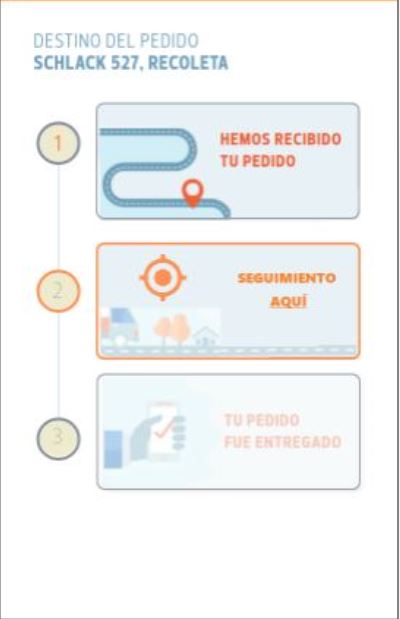 DESTINO DEL PEDIDO
SCHLACK 527, RECOLETA
1
HEMOS RECIBIDO
TU PEDIDO
2
SEGUIMIENTO
AQUÍ
3
TU PEDIDO
FUE ENTREGADO